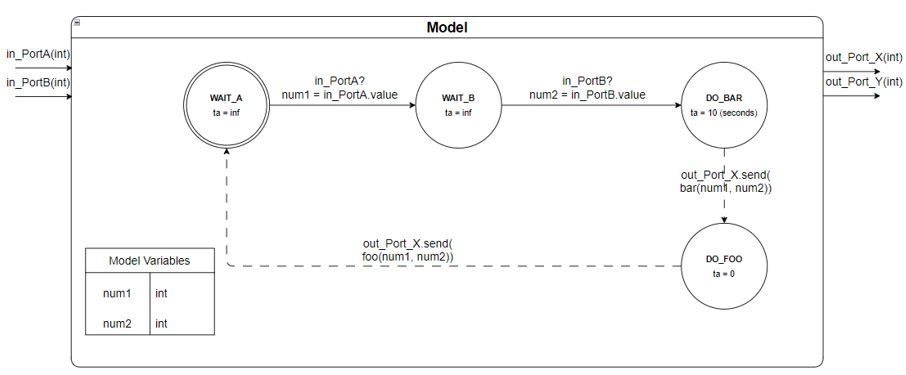 Model
in_PortA(int)
in_PortB(int)
out_Port_X(int)
out_Port_Y(int)
WAIT_A
ta = inf
in_PortA?
num1 = in_PortA.value
WAIT_B
ta = inf
in_PortB?
num2 = in_PortB.value
DO_BAR
ta = 10 (seconds)
out_Port_X.send(
bar(num1, num2))
DO_FOO
ta = 0
out_Port_X.send(
foo(num1, num2))
Model Variables
num1 int
num2 int